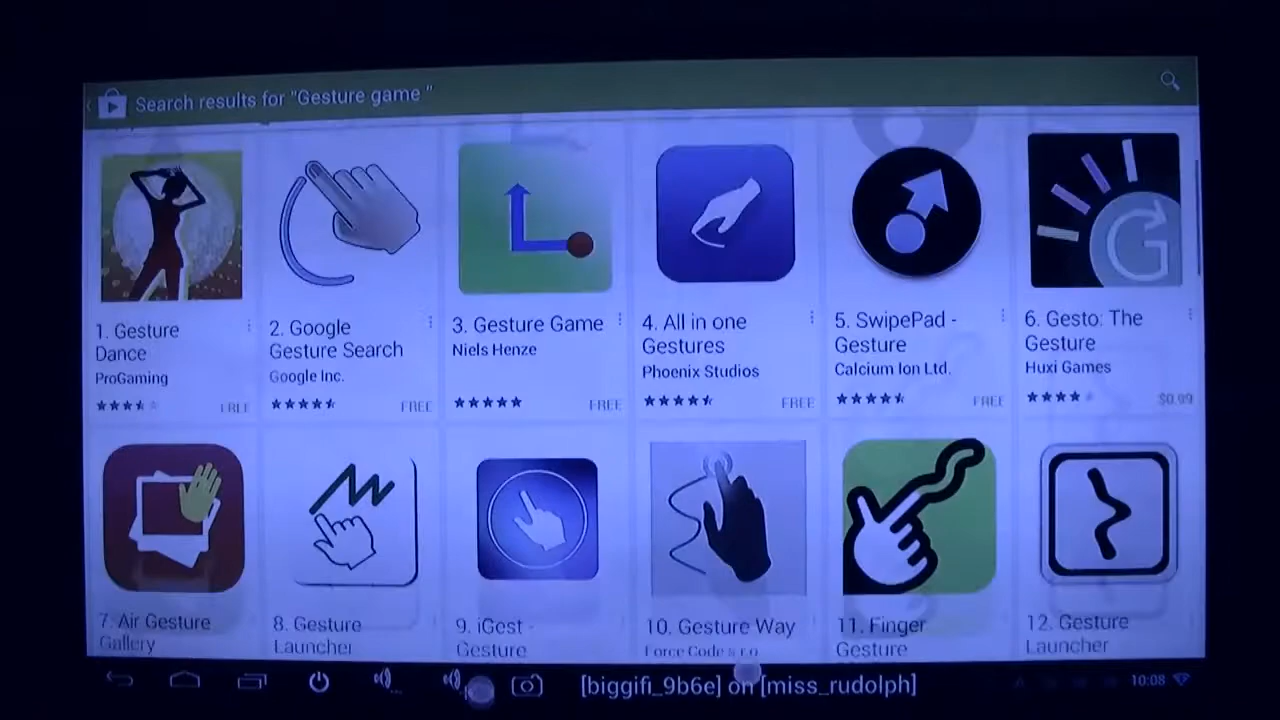 Search results for "Gesture game "
1. Gesture
Dance
ProGaming
FREE
2. Google
Gesture Search
Google Inc.
FREE
3. Gesture Game
Niels Henze
FREE
4. All in one
Gestures
Phoenix Studios
FREE
5. SwipePad -
Gesture
Calcium Ion Ltd.
FREE
6. Gesto: The
Gesture
Huxi Games
$0.99
G
7. Air Gesture
Gallery
8. Gesture
Launcher
9. iGest -
Gesture
10. Gesture Way
Force Code s.r.o
11. Finger
Gesture
12. Gesture
Launcher
[biggifi_9b6e] on [miss_rudolph]
10:08